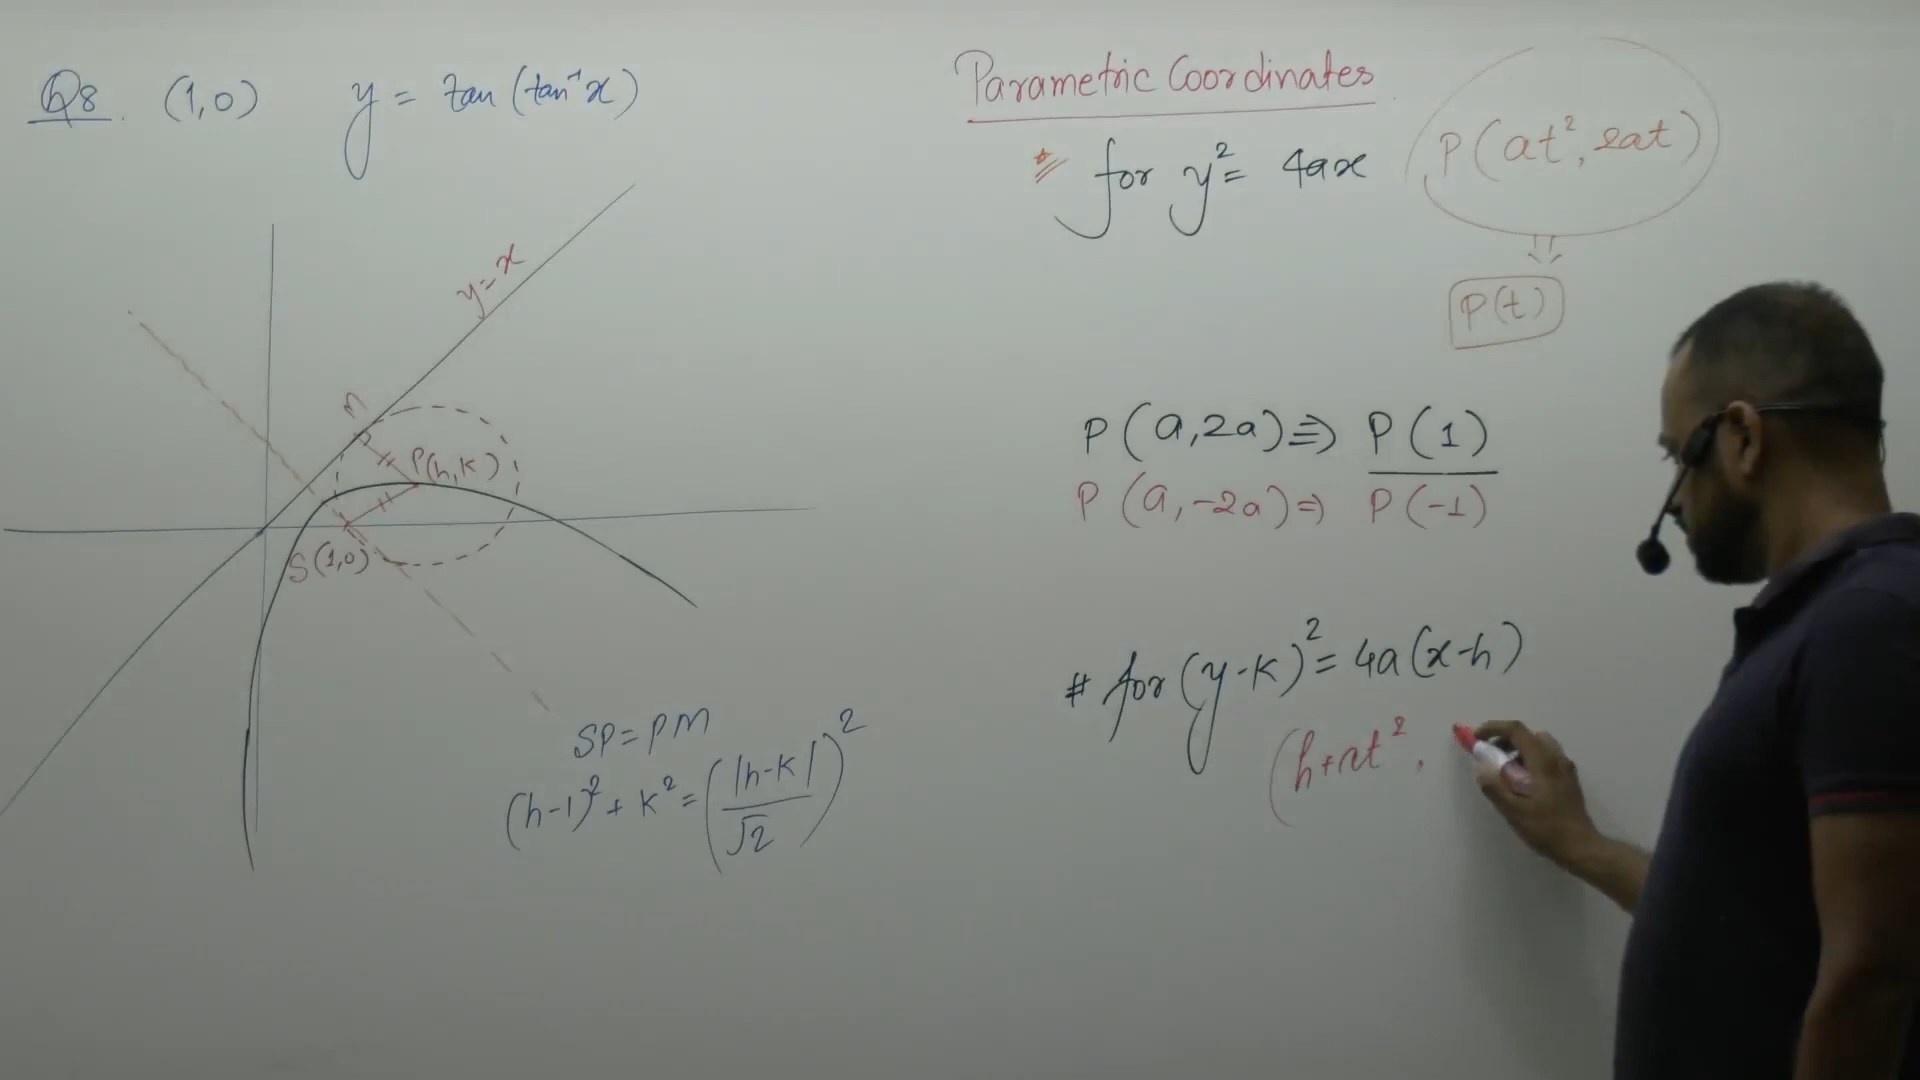 Q8. (1,0) y = tan(tan⁻¹x)
y=x
M
P(h,k)
S(1,0)
SP=PM
(h-1)²+k²=(|h-k|/√2)²
Parametric Coordinates
* for y²= 4ax P(at²,2at)
P(t)
P(a,2a)⇒ P(1)
P(a,-2a)⇒ P(-1)
# for (y-k)²= 4a(x-h)
(h+at²,